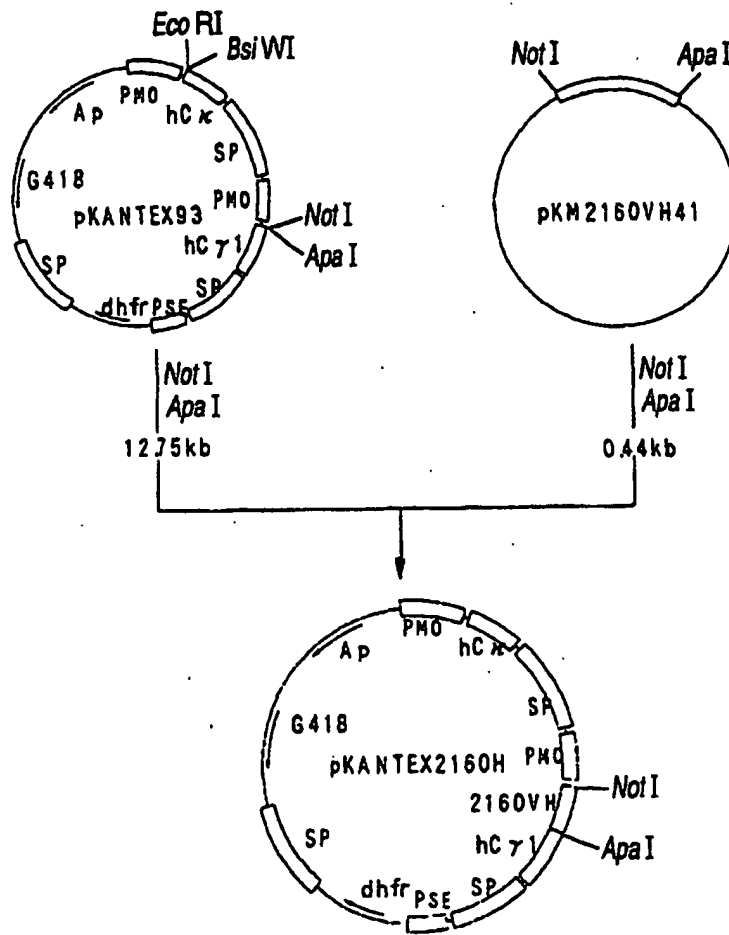 EcoRI
BsiWI
PMO
hCκ
Ap
SP
G418
PMO
pKANTEX93
NotI
hCγ1
ApaI
SP
SP
dhfr
PSE
NotI
ApaI
pKM2160VH41
NotI
ApaI
12.75kb
NotI
ApaI
0.44kb
PMO
hCκ
Ap
SP
G418
PMO
pKANTEX2160H
2160VH
NotI
hCγ1
ApaI
SP
SP
dhfr
PSE